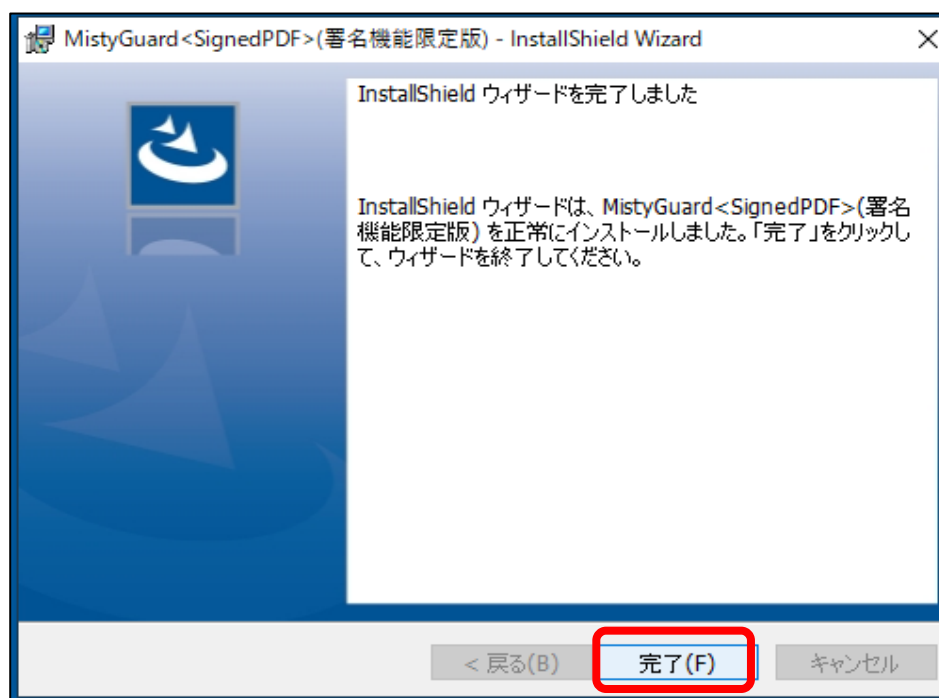 MistyGuard<SignedPDF>(署名機能限定版) - InstallShield Wizard
InstallShield ウィザードを完了しました
InstallShield ウィザードは、MistyGuard<SignedPDF>(署名
機能限定版) を正常にインストールしました。「完了」をクリックし
て、ウィザードを終了してください。
< 戻る(B) 完了(F) キャンセル